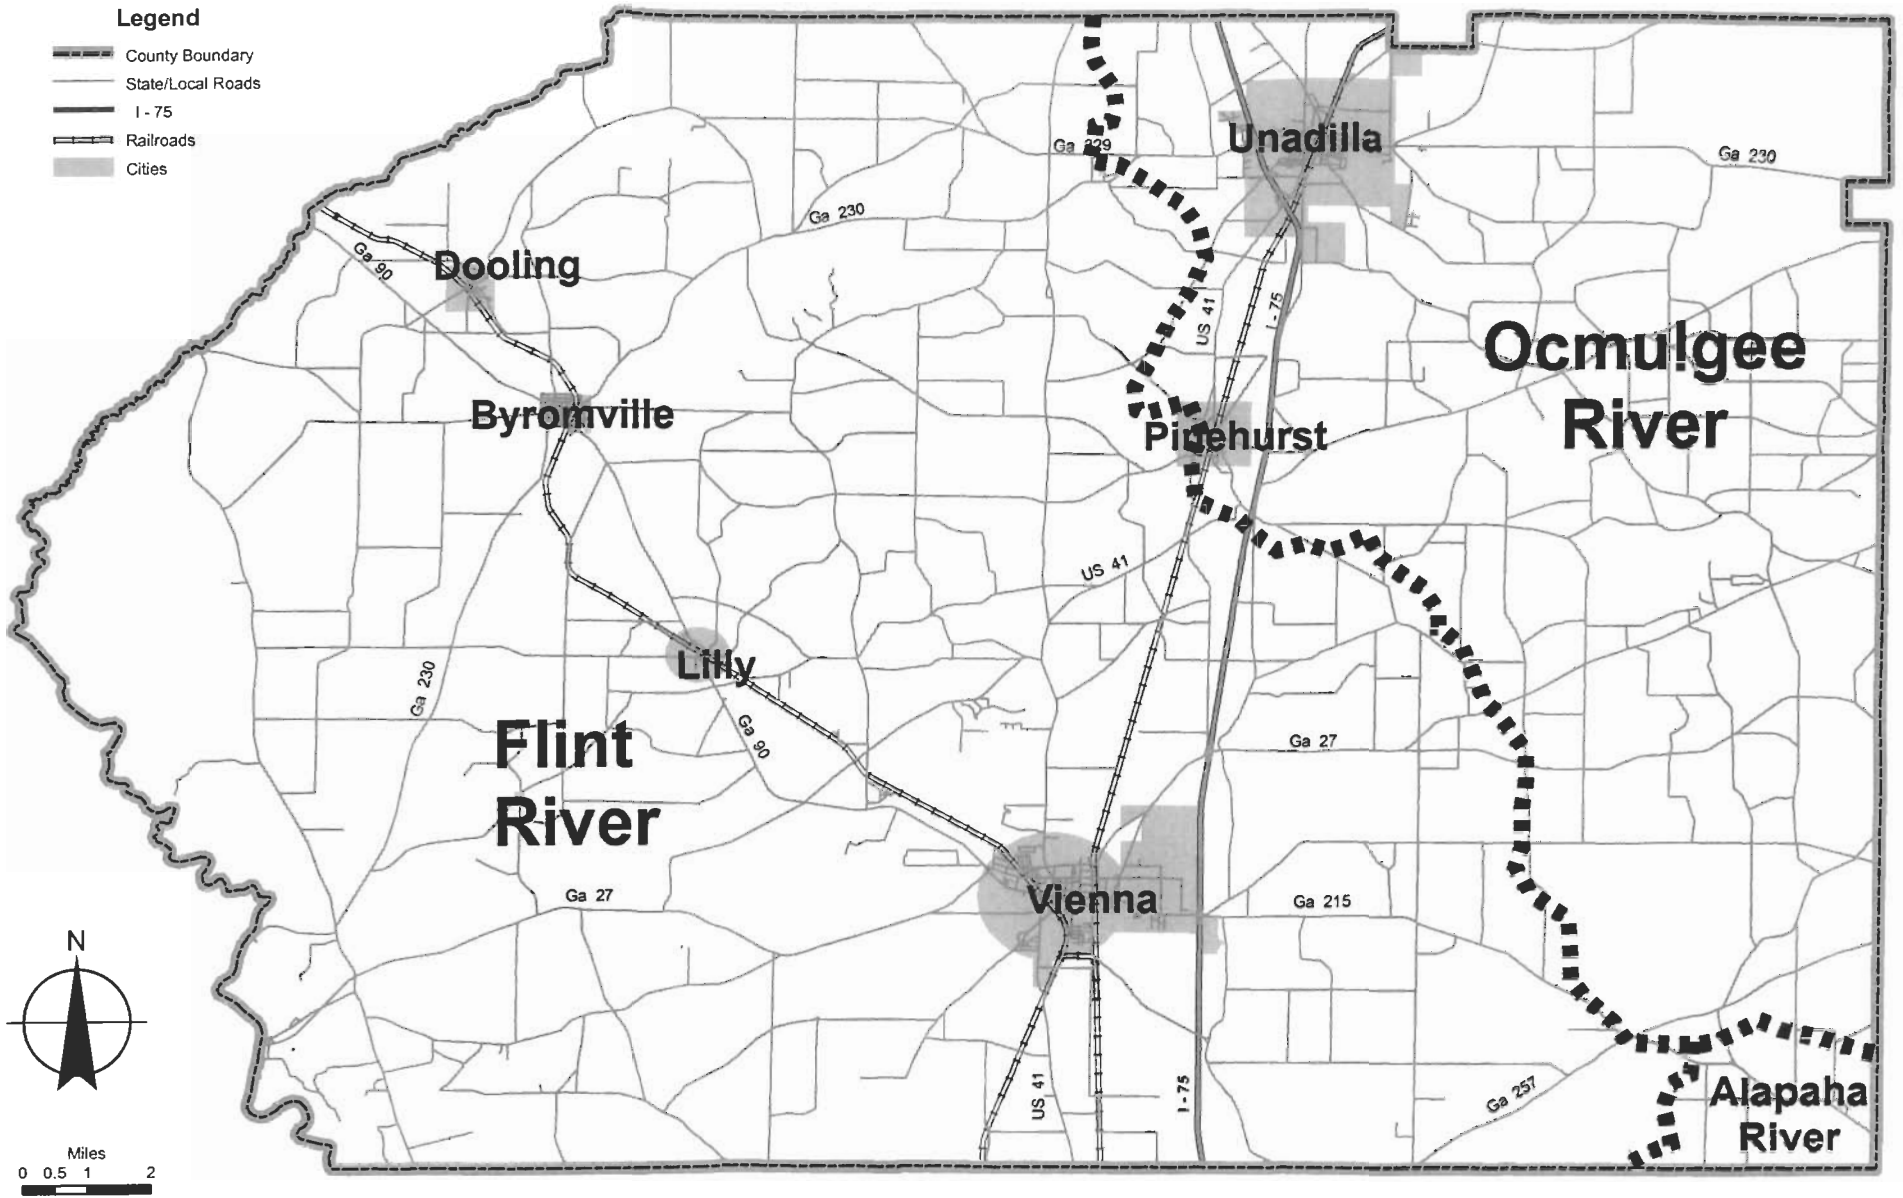 Legend
County Boundary
State/Local Roads
I - 75
Railroads
Cities
Unadilla
Ga 230
Ga 230
Ga 90
Dooling
US 41
I - 75
Ocmulgee
River
Byromville
Pinehurst
US 41
Lilly
Ga 230
Ga 90
Flint
River
Ga 27
Vienna
Ga 27
Ga 215
N
US 41
I-75
Ga 257
Alapaha
River
Miles
0 0.5 1 2